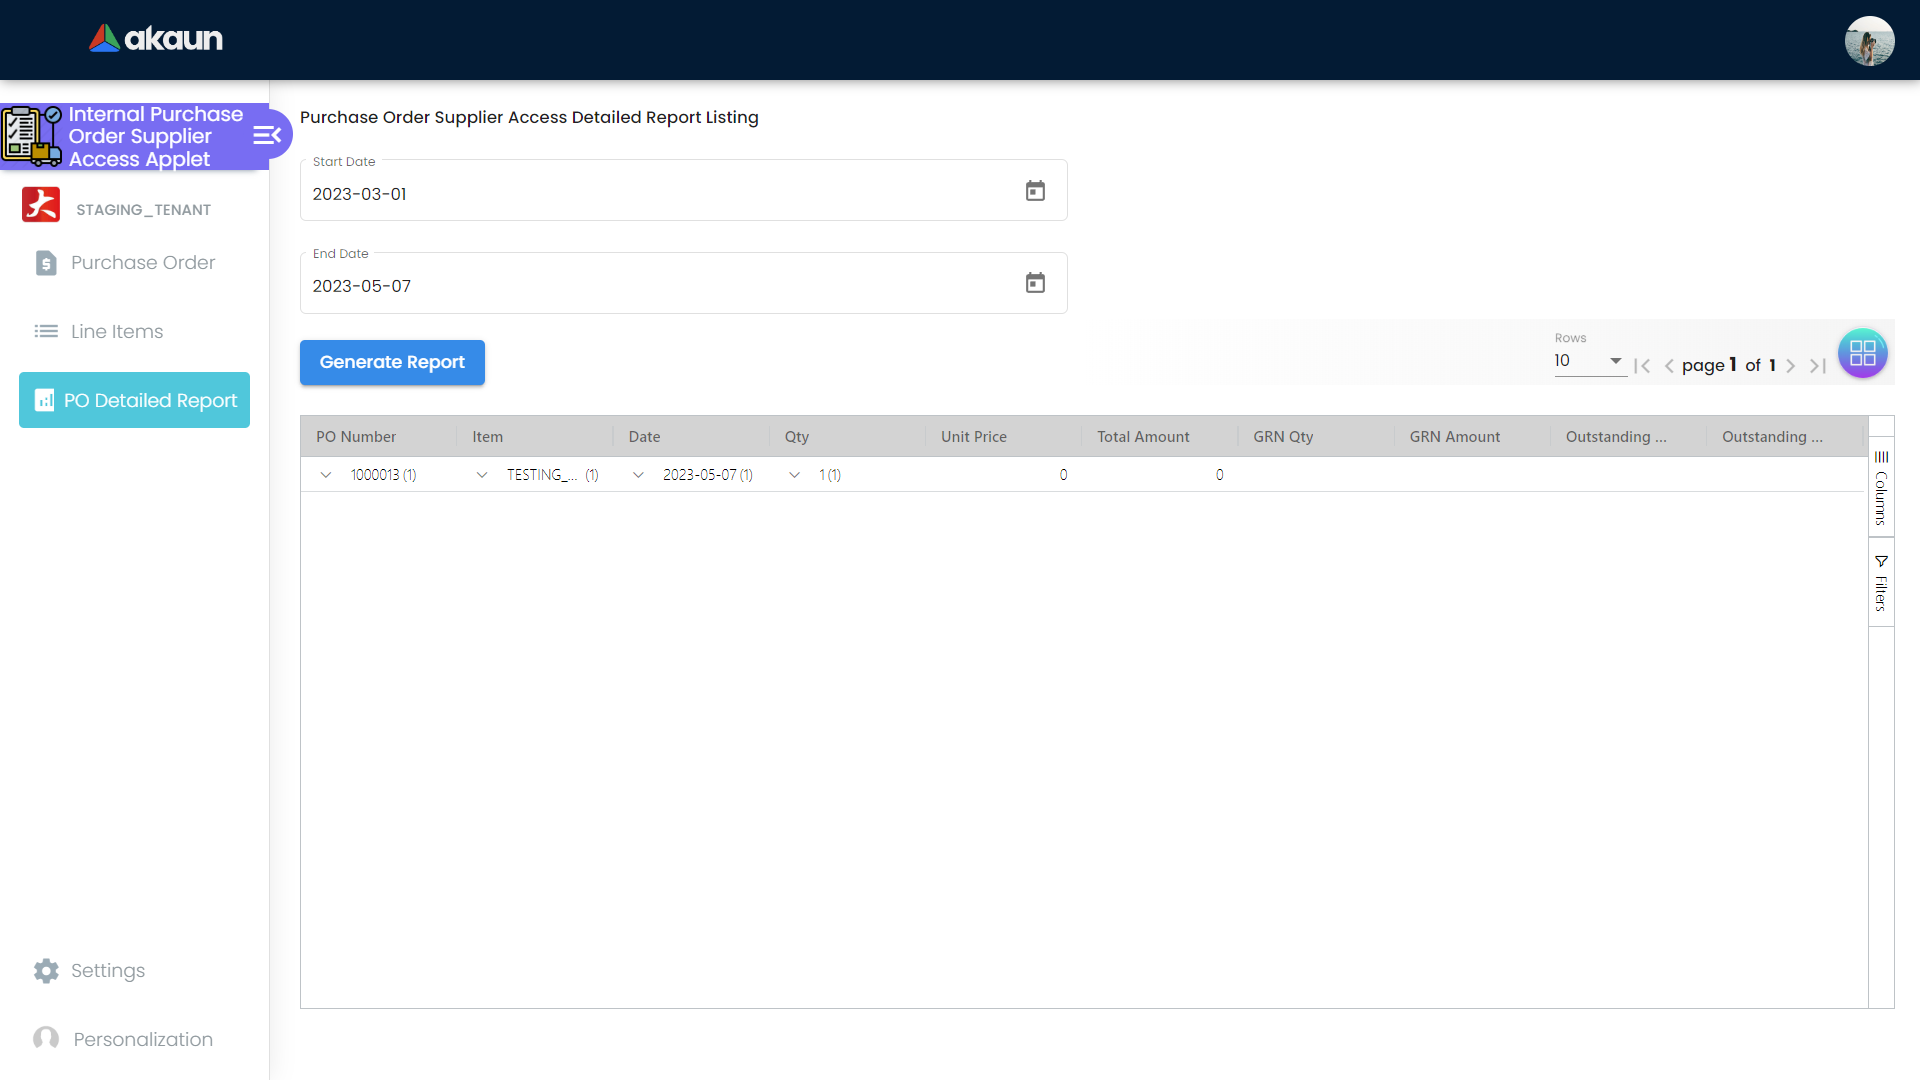 akaun
Internal Purchase
Order Supplier
Access Applet
STAGING_TENANT
Purchase Order
Line Items
PO Detailed Report
Settings
Personalization
Purchase Order Supplier Access Detailed Report Listing
Start Date
2023-03-01
End Date
2023-05-07
Generate Report
Rows
10
page 1 of 1
PO Number Item Date Qty Unit Price Total Amount GRN Qty GRN Amount Outstanding ... Outstanding ...
1000013 (1) TESTING_... (1) 2023-05-07 (1) 1 (1) 0 0
Columns
Filters